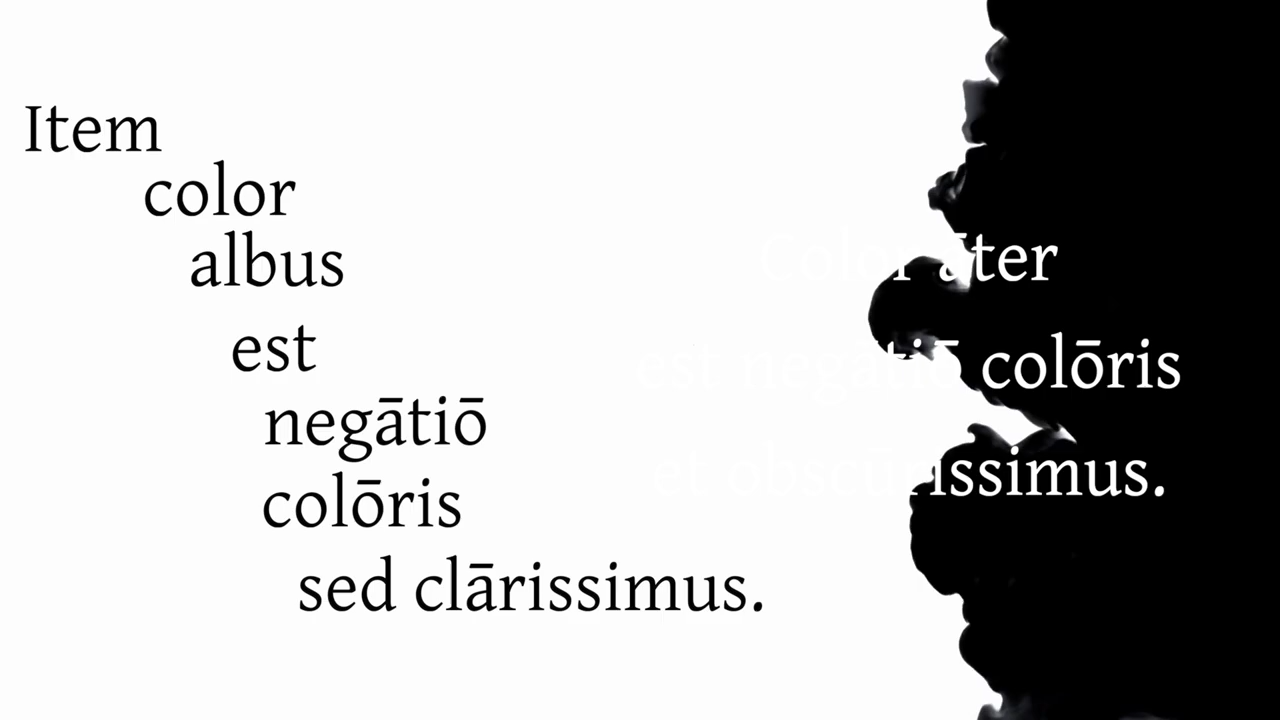 Item
color
albus
est
negātiō
colōris
sed clārissimus.
Color āter
est negātiō colōris
et obscūrissimus.